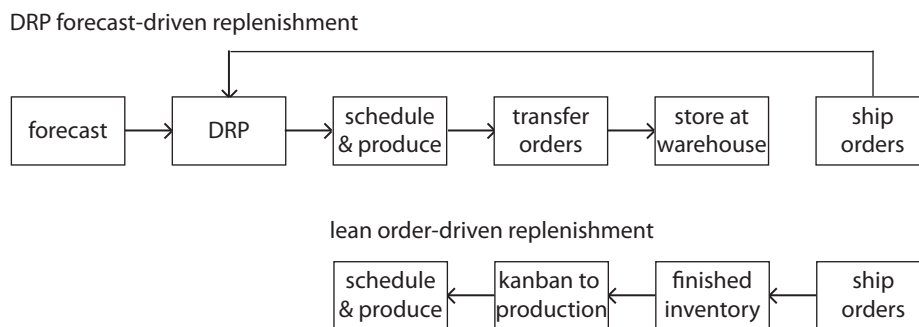 DRP forecast-driven replenishment
forecast
DRP
schedule
& produce
transfer
orders
store at
warehouse
ship
orders
lean order-driven replenishment
schedule
& produce
kanban to
production
finished
inventory
ship
orders